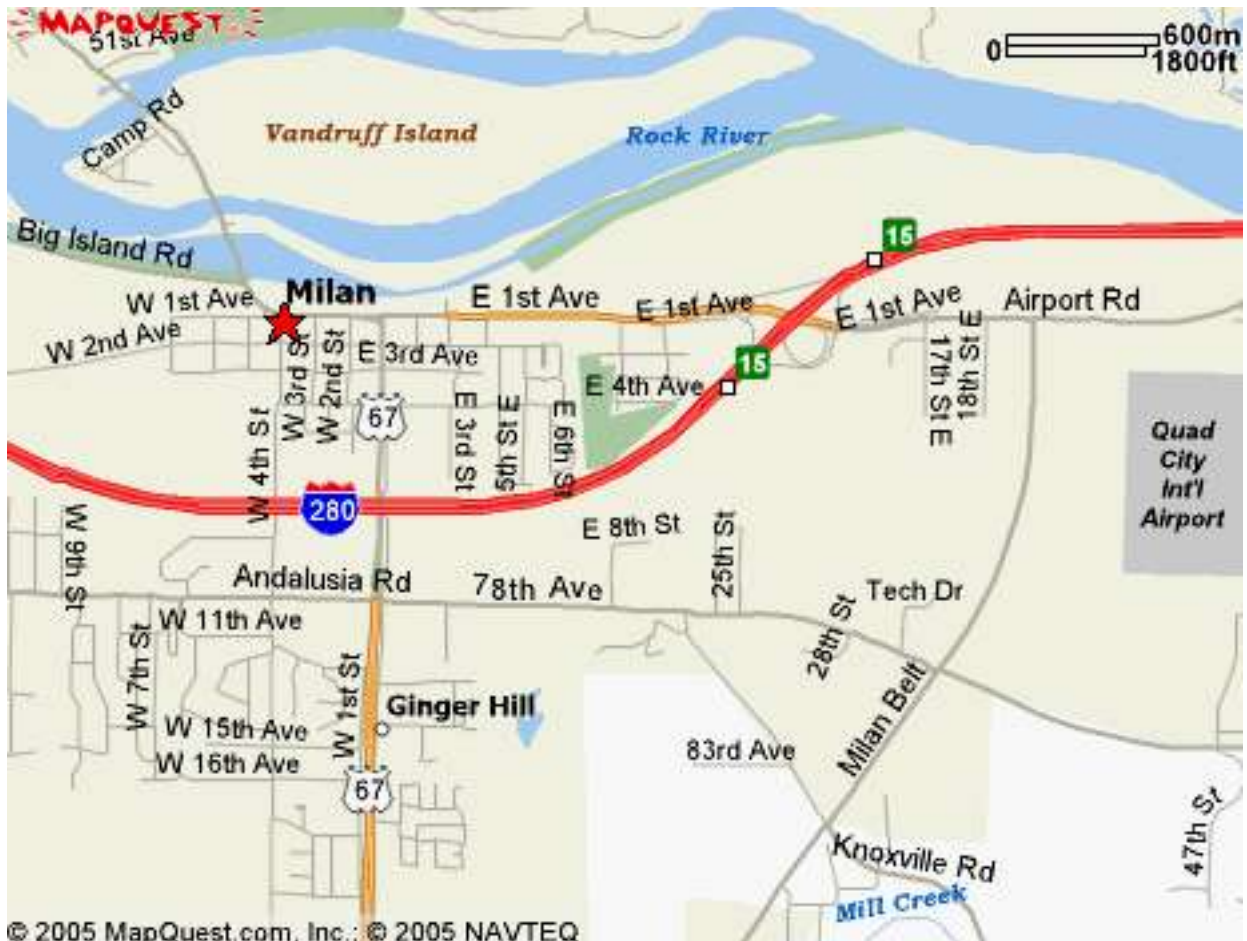 MAPQUEST
51st Ave
0
600m
1800ft
Camp Rd
Vandruff Island
Rock River
Big Island Rd
15
W 1st Ave
Milan
E 1st Ave
E 1st Ave
E 1st Ave
Airport Rd
W 2nd Ave
W 3rd St
W 2nd St
E 3rd Ave
15
17th St E
18th St E
E 4th Ave
67
E 3rd St
5th St E
E 6th St
W 4th St
Quad
City
Int'l
Airport
280
W 9th St
E 8th St
25th St
Andalusia Rd
78th Ave
Tech Dr
W 11th Ave
28th St
W 7th St
W 1st St
Ginger Hill
Milan Belt
W 15th Ave
83rd Ave
W 16th Ave
67
47th St
Knoxville Rd
Mill Creek
© 2005 MapQuest.com, Inc.; © 2005 NAVTEQ